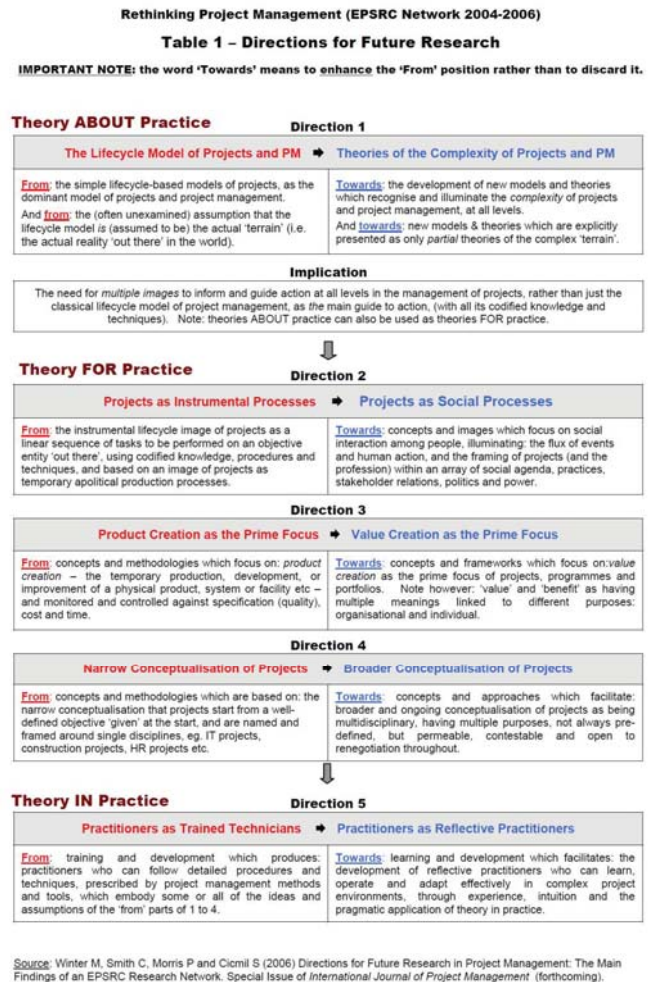 Rethinking Project Management (EPSRC Network 2004-2006)
Table 1 – Directions for Future Research
IMPORTANT NOTE: the word ‘Towards’ means to enhance the ‘From’ position rather than to discard it.
Theory ABOUT Practice
Direction 1
The Lifecycle Model of Projects and PM ➨ Theories of the Complexity of Projects and PM
From: the simple lifecycle-based models of projects, as the
dominant model of projects and project management.
And from: the (often unexamined) assumption that the
lifecycle model is (assumed to be) the actual ‘terrain’ (i.e.
the actual reality ‘out there’ in the world).
Towards: the development of new models and theories
which recognise and illuminate the complexity of projects
and project management, at all levels.
And towards: new models & theories which are explicitly
presented as only partial theories of the complex ‘terrain’.
Implication
The need for multiple images to inform and guide action at all levels in the management of projects, rather than just the
classical lifecycle model of project management, as the main guide to action, (with all its codified knowledge and
techniques). Note: theories ABOUT practice can also be used as theories FOR practice.
Theory FOR Practice
Direction 2
Projects as Instrumental Processes ➨ Projects as Social Processes
From: the instrumental lifecycle image of projects as a
linear sequence of tasks to be performed on an objective
entity ‘out there’, using codified knowledge, procedures and
techniques, and based on an image of projects as
temporary apolitical production processes.
Towards: concepts and images which focus on social
interaction among people, illuminating: the flux of events
and human action, and the framing of projects (and the
profession) within an array of social agenda, practices,
stakeholder relations, politics and power.
Direction 3
Product Creation as the Prime Focus ➨ Value Creation as the Prime Focus
From: concepts and methodologies which focus on: product
creation – the temporary production, development, or
improvement of a physical product, system or facility etc –
and monitored and controlled against specification (quality),
cost and time.
Towards: concepts and frameworks which focus on:value
creation as the prime focus of projects, programmes and
portfolios. Note however: ‘value’ and ‘benefit’ as having
multiple meanings linked to different purposes:
organisational and individual.
Direction 4
Narrow Conceptualisation of Projects ➨ Broader Conceptualisation of Projects
From: concepts and methodologies which are based on: the
narrow conceptualisation that projects start from a well-
defined objective ‘given’ at the start, and are named and
framed around single disciplines, eg. IT projects,
construction projects, HR projects etc.
Towards: concepts and approaches which facilitate:
broader and ongoing conceptualisation of projects as being
multidisciplinary, having multiple purposes, not always pre-
defined, but permeable, contestable and open to
renegotiation throughout.
Theory IN Practice
Direction 5
Practitioners as Trained Technicians ➨ Practitioners as Reflective Practitioners
From: training and development which produces:
practitioners who can follow detailed procedures and
techniques, prescribed by project management methods
and tools, which embody some or all of the ideas and
assumptions of the ‘from’ parts of 1 to 4.
Towards: learning and development which facilitates: the
development of reflective practitioners who can learn,
operate and adapt effectively in complex project
environments, through experience, intuition and the
pragmatic application of theory in practice.
Source: Winter M, Smith C, Morris P and Cicmil S (2006) Directions for Future Research in Project Management: The Main
Findings of an EPSRC Research Network. Special Issue of International Journal of Project Management (forthcoming).